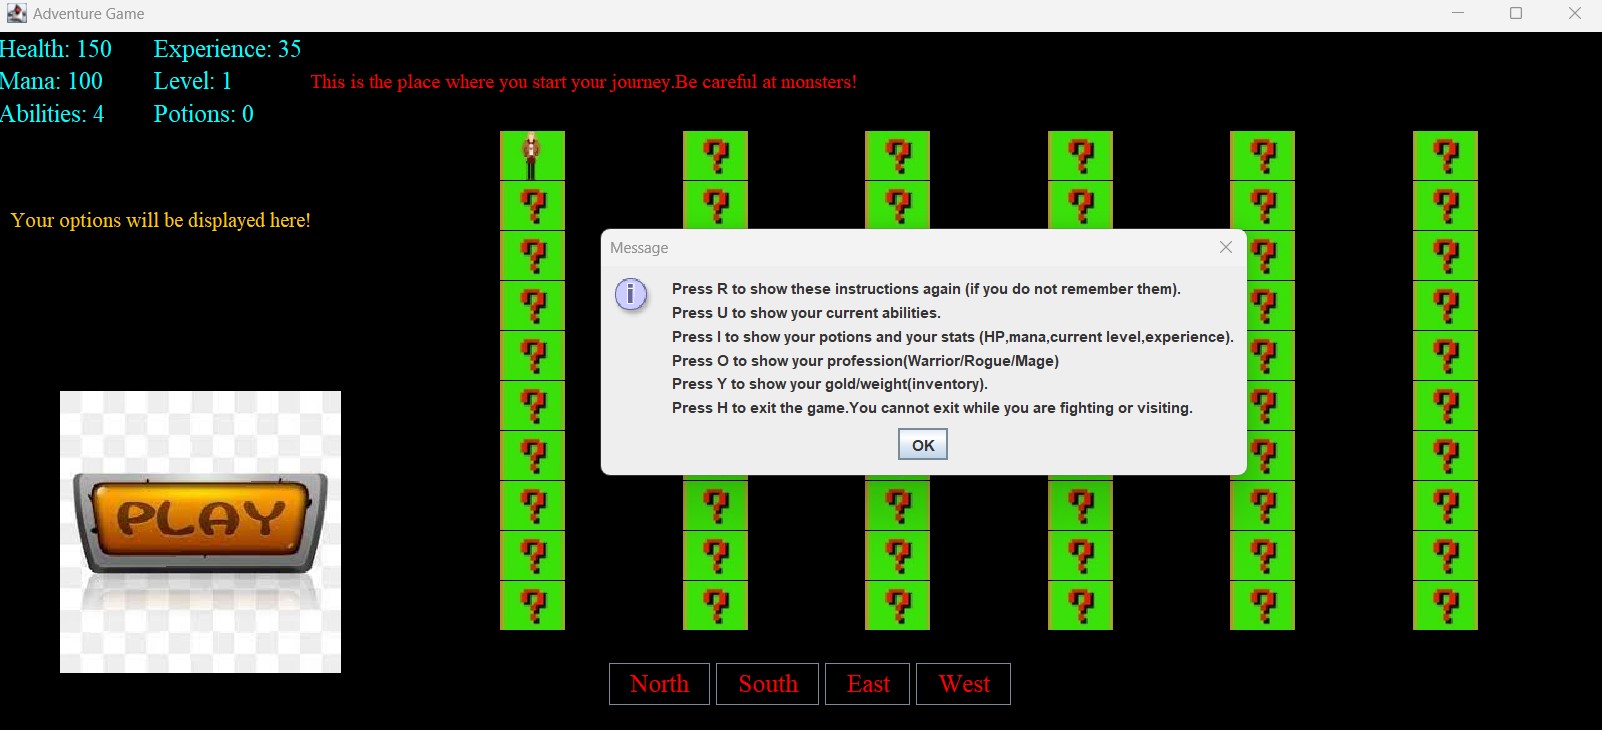 Adventure Game
Health: 150 Experience: 35
Mana: 100 Level: 1 This is the place where you start your journey.Be careful at monsters!
Abilities: 4 Potions: 0
Your options will be displayed here!
Message
Press R to show these instructions again (if you do not remember them).
Press U to show your current abilities.
Press I to show your potions and your stats (HP,mana,current level,experience).
Press O to show your profession(Warrior/Rogue/Mage)
Press Y to show your gold/weight(inventory).
Press H to exit the game.You cannot exit while you are fighting or visiting.
OK
PLAY
North South East West